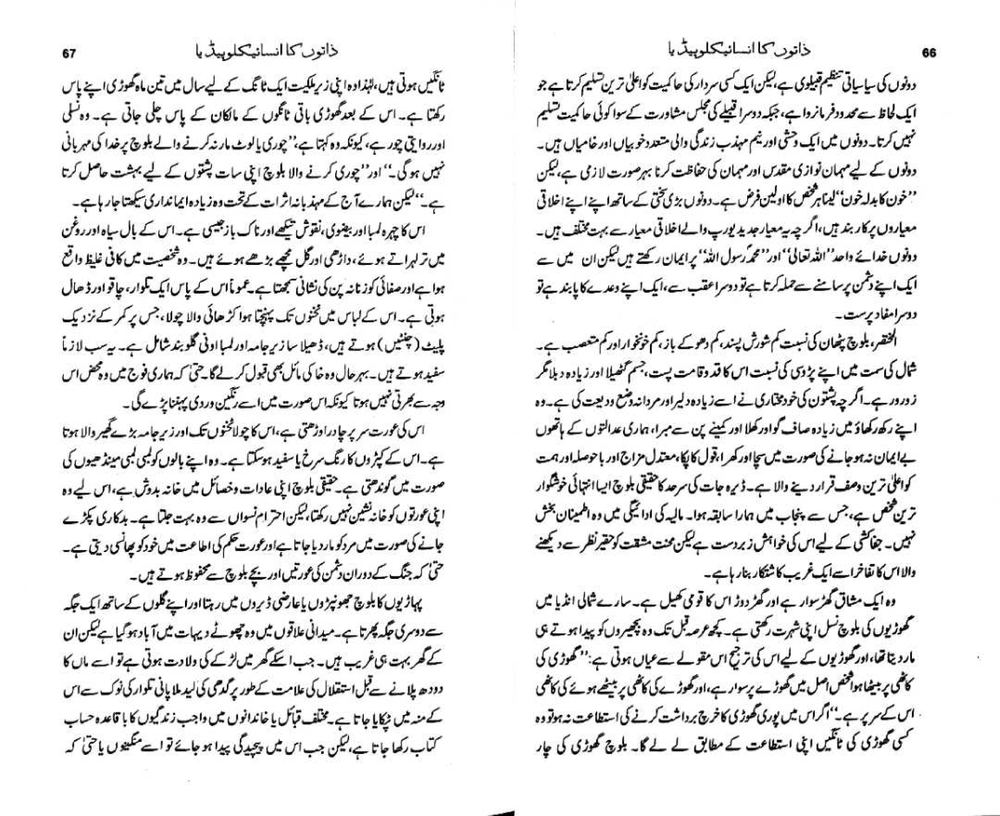 66
ذاتوں کا انسائیکلوپیڈیا
دونوں کی سیاسیاتی تنظیم قبیلوی ہے، لیکن ایک کسی سردار کی حاکمیت کو اعلیٰ ترین تسلیم کرتا ہے جو
ایک لحاظ سے محدود فرمانروا ہے، جبکہ دوسرا قبیلے کی مجلس مشاورت کے سوا کوئی حاکمیت تسلیم
نہیں کرتا۔ دونوں میں ایک وحشی اور نیم مہذب زندگی والی متعدد خوبیاں اور خامیاں ہیں۔
دونوں کے لیے مہمان نوازی مقدس اور مہمان کی حفاظت کرنا بہر صورت لازمی ہے، لیکن
’’خون کا بدلہ خون‘‘ لینا ہر شخص کا اولین فرض ہے۔ دونوں بڑی سختی کے ساتھ اپنے اپنے اخلاقی
معیاروں پر کار بند ہیں، اگرچہ یہ معیار جدید یورپ والے اخلاقی معیار سے بہت مختلف ہیں۔
دونوں خدائے واحد ’’اللہ تعالیٰ‘‘ اور ’’محمدؐ رسول اللہ‘‘ پر ایمان رکھتے ہیں لیکن ان میں سے
ایک اپنے دشمن پر سامنے سے حملہ کرتا ہے تو دوسرا عقب سے، ایک اپنے وعدے کا پابند ہے تو
دوسرا مفاد پرست۔
المختصر، بلوچ پٹھان کی نسبت کم شورش پسند، کم دھوکے باز، کم خونخوار اور کم متعصب ہے۔
شمال کی سمت میں اپنے پڑوسی کی نسبت اس کا قد و قامت پست، جسم گٹھیلا اور زیادہ دبلا مگر
زور ور ہے۔ اگرچہ پشتون کی خود مختاری نے اسے زیادہ دلیر اور مردانہ وضع ودیعت کی ہے۔ وہ
اپنے رکھ رکھاؤ میں زیادہ صاف گو اور کھلا اور کمینے پن سے مبرا، ہماری عدالتوں کے ہاتھوں
بے ایمان نہ ہو جانے کی صورت میں سچا اور کھرا، قول کا پکا، معتدل مزاج اور باحوصلہ اور ہمت
کو اعلیٰ ترین وصف قرار دینے والا ہے۔ ڈیرہ جات کی سرحد کا حقیقی بلوچ ایسا انتہائی خوشگوار
ترین شخص ہے، جس سے پنجاب میں ہمارا سابقہ ہوا۔ مالیہ کی ادائیگی میں وہ اطمینان بخش
نہیں۔ جفاکشی کے لیے اس کی خواہش زبردست ہے لیکن محنت مشقت کو حقیر نظر سے دیکھنے
والا اس کا تفاخر اسے ایک غریب کاشتکار بنا رہا ہے۔
وہ ایک مشاق گھڑ سوار ہے اور گھڑ دوڑ اس کا قومی کھیل ہے۔ سارے شمالی انڈیا میں
گھوڑیوں کی بلوچ نسل اپنی شہرت رکھتی ہے۔ کچھ عرصہ قبل تک وہ بچھیروں کو پیدا ہوتے ہی
مار دیتا تھا، اور گھوڑیوں کے لیے اس کی ترجیح اس مقولے سے عیاں ہوتی ہے: ’’گھوڑی کی
کاٹھی پر بیٹھا ہوا شخص اصل میں گھوڑے پر سوار ہے، اور گھوڑے کی کاٹھی پر بیٹھے ہوئے کی کاٹھی
اس کے سر پر ہے۔‘‘ اگر اس میں پوری گھوڑی کا خرچ برداشت کرنے کی استطاعت نہ ہو تو وہ
کسی گھوڑی کی ٹانگیں اپنی استطاعت کے مطابق لے لے گا۔ بلوچ گھوڑی کی چار
67
ذاتوں کا انسائیکلوپیڈیا
ٹانگیں ہوتی ہیں، لہٰذا وہ اپنی زیر ملکیت ایک ٹانگ کے لیے سال میں تین ماہ گھوڑی اپنے پاس
رکھتا ہے۔ اس کے بعد گھوڑی باقی ٹانگوں کے مالکان کے پاس چلی جاتی ہے۔ وہ نسلی
اور روایتی چور ہے، کیونکہ وہ کہتا ہے، ’’چوری یا لوٹ مار نہ کرنے والے بلوچ پر خدا کی مہربانی
نہیں ہوگی۔‘‘ اور ’’چوری کرنے والا بلوچ اپنی سات پشتوں کے لیے بہشت حاصل کرتا
ہے۔‘‘ لیکن ہمارے آج کے مہذبانہ اثرات کے تحت وہ زیادہ ایمانداری سیکھتا جا رہا ہے۔
اس کا چہرہ لمبا اور بیضوی، نقوش تیکھے اور ناک باز جیسی ہے۔ اس کے بال سیاہ اور روغن
میں تر لہراتے ہوئے، داڑھی اور گل مچھے بڑھے ہوئے ہیں۔ وہ شخصیت میں کافی غلیظ واقع
ہوا ہے اور صفائی کو زنانہ پن کی نشانی سمجھتا ہے۔ عموماً اس کے پاس ایک تلوار، چاقو اور ڈھال
ہوتی ہے۔ اس کے لباس میں ٹخنوں تک پہنچتا ہوا کڑھائی والا چولا، جس پر کمر کے نزدیک
پلیٹ (چنٹیں) ہوتے ہیں، ڈھیلا سا زیر جامہ اور لمبا اونی گلوبند شامل ہے۔ یہ سب لازماً
سفید ہوتے ہیں۔ بہر حال وہ خاکی مائل بھی قبول کر لے گا۔ حتیٰ کہ ہماری فوج میں وہ محض اس
وجہ سے بھرتی نہیں ہوتا کیونکہ اس صورت میں اسے رنگین وردی پہننا پڑے گی۔
اس کی عورت سر پر چادر اوڑھتی ہے، اس کا چولا ٹخنوں تک اور زیر جامہ بڑے گھیر والا ہوتا
ہے۔ اس کے کپڑوں کا رنگ سرخ یا سفید ہو سکتا ہے۔ وہ اپنے بالوں کو لمبی لمبی مینڈھیوں کی
صورت میں گوندھتی ہے۔ حقیقی بلوچ اپنی عادات و خصائل میں خانہ بدوش ہے، اس لیے وہ
اپنی عورتوں کو خانہ نشین نہیں رکھتا، لیکن احترام نسواں سے وہ بہت جلتا ہے۔ بدکاری پکڑے
جانے کی صورت میں مرد کو مار دیا جاتا ہے اور عورت حکم کی اطاعت میں خود کو پھانسی دیتی ہے۔
حتیٰ کہ جنگ کے دوران دشمن کی عورتیں اور بچے بلوچ سے محفوظ ہوتے ہیں۔
پہاڑیوں کا بلوچ جھونپڑوں یا عارضی ڈیروں میں رہتا اور اپنے گلوں کے ساتھ ایک جگہ
سے دوسری جگہ پھرتا ہے۔ میدانی علاقوں میں وہ چھوٹے دیہات میں آباد ہو گیا ہے لیکن ان
کے گھر بہت ہی غریب ہیں۔ جب اسکے گھر میں لڑکے کی ولادت ہوتی ہے تو اسے ماں کا
دودھ پلانے سے قبل استقلال کی علامت کے طور پر گدھی کی لید ملا پانی تلوار کی نوک سے اس
کے منہ میں ٹپکایا جاتا ہے۔ مختلف قبائل یا خاندانوں میں واجب زندگیوں کا باقاعدہ حساب
کتاب رکھا جاتا ہے، لیکن جب اس میں پیچیدگی پیدا ہو جائے تو اسے منگنیوں یا حتیٰ کہ